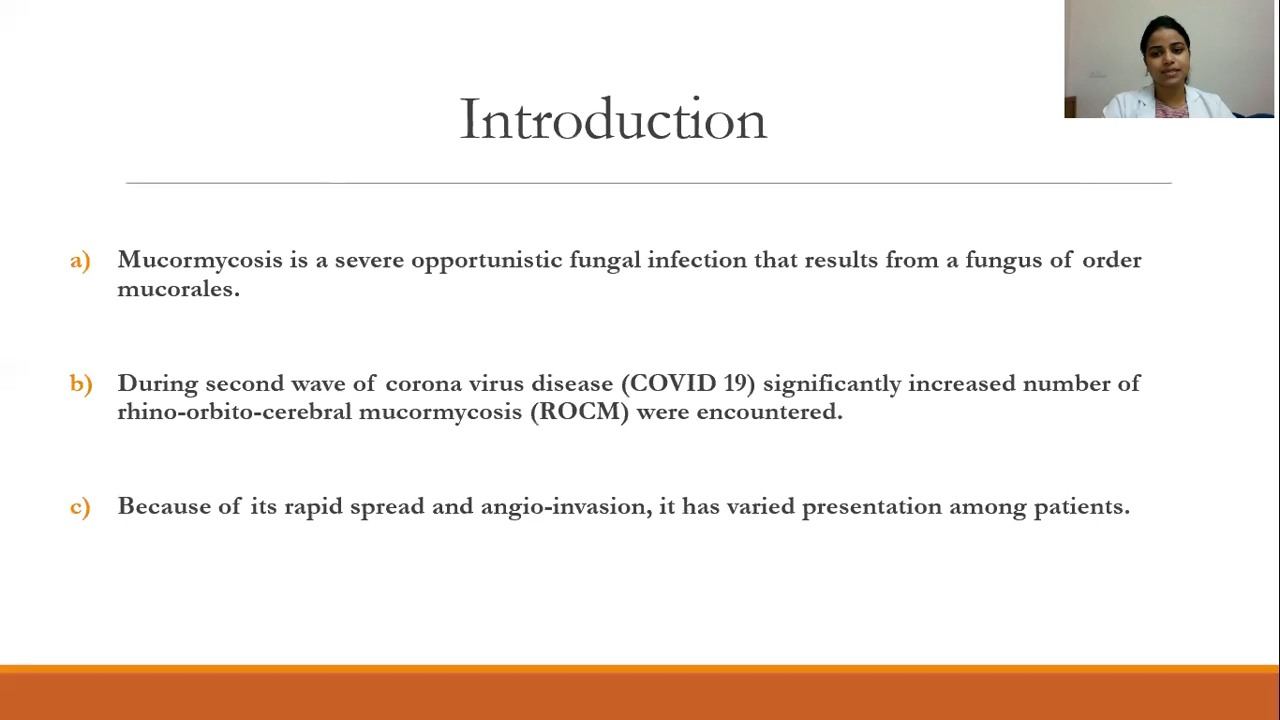 Introduction
a) Mucormycosis is a severe opportunistic fungal infection that results from a fungus of order
mucorales.
b) During second wave of corona virus disease (COVID 19) significantly increased number of
rhino-orbito-cerebral mucormycosis (ROCM) were encountered.
c) Because of its rapid spread and angio-invasion, it has varied presentation among patients.